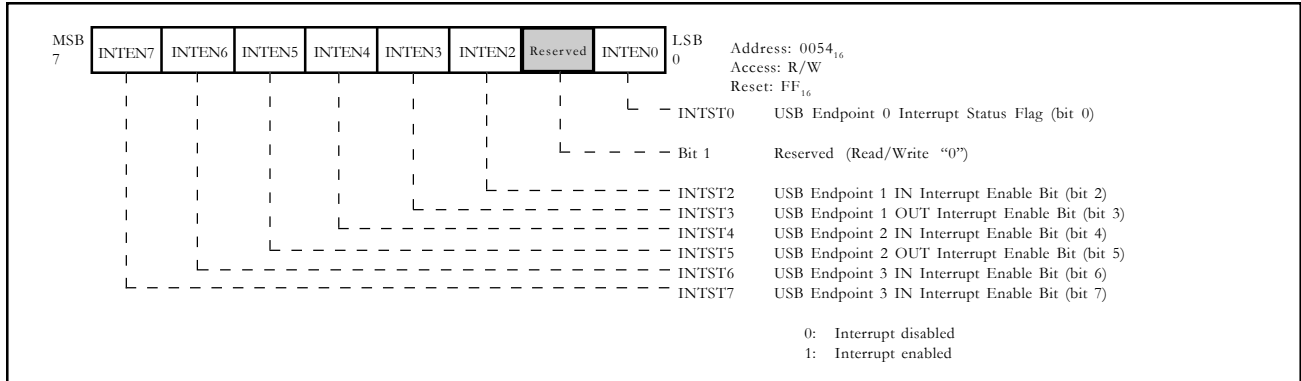 MSB
7
INTEN7 INTEN6 INTEN5 INTEN4 INTEN3 INTEN2 Reserved INTEN0
LSB
0
Address: 0054₁₆
Access: R/W
Reset: FF₁₆
INTST0 USB Endpoint 0 Interrupt Status Flag (bit 0)
Bit 1 Reserved (Read/Write “0”)
INTST2 USB Endpoint 1 IN Interrupt Enable Bit (bit 2)
INTST3 USB Endpoint 1 OUT Interrupt Enable Bit (bit 3)
INTST4 USB Endpoint 2 IN Interrupt Enable Bit (bit 4)
INTST5 USB Endpoint 2 OUT Interrupt Enable Bit (bit 5)
INTST6 USB Endpoint 3 IN Interrupt Enable Bit (bit 6)
INTST7 USB Endpoint 3 IN Interrupt Enable Bit (bit 7)
0: Interrupt disabled
1: Interrupt enabled